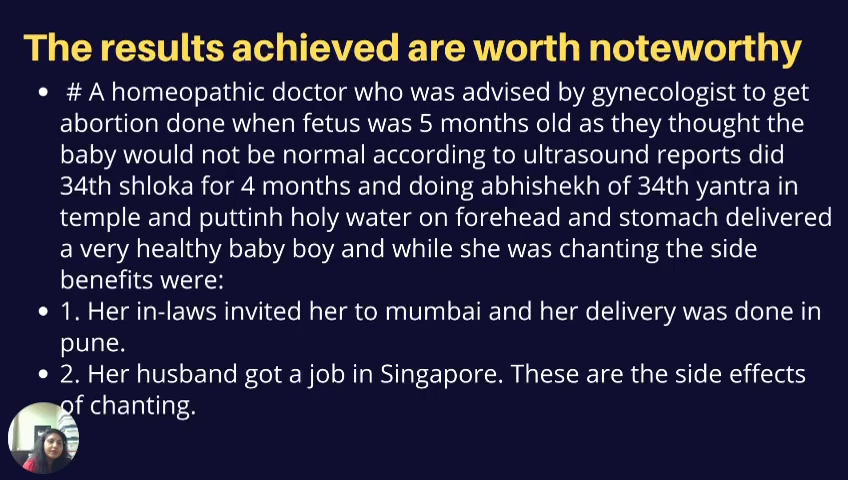 The results achieved are worth noteworthy
• # A homeopathic doctor who was advised by gynecologist to get
abortion done when fetus was 5 months old as they thought the
baby would not be normal according to ultrasound reports did
34th shloka for 4 months and doing abhishekh of 34th yantra in
temple and puttinh holy water on forehead and stomach delivered
a very healthy baby boy and while she was chanting the side
benefits were:
• 1. Her in-laws invited her to mumbai and her delivery was done in
pune.
• 2. Her husband got a job in Singapore. These are the side effects
of chanting.